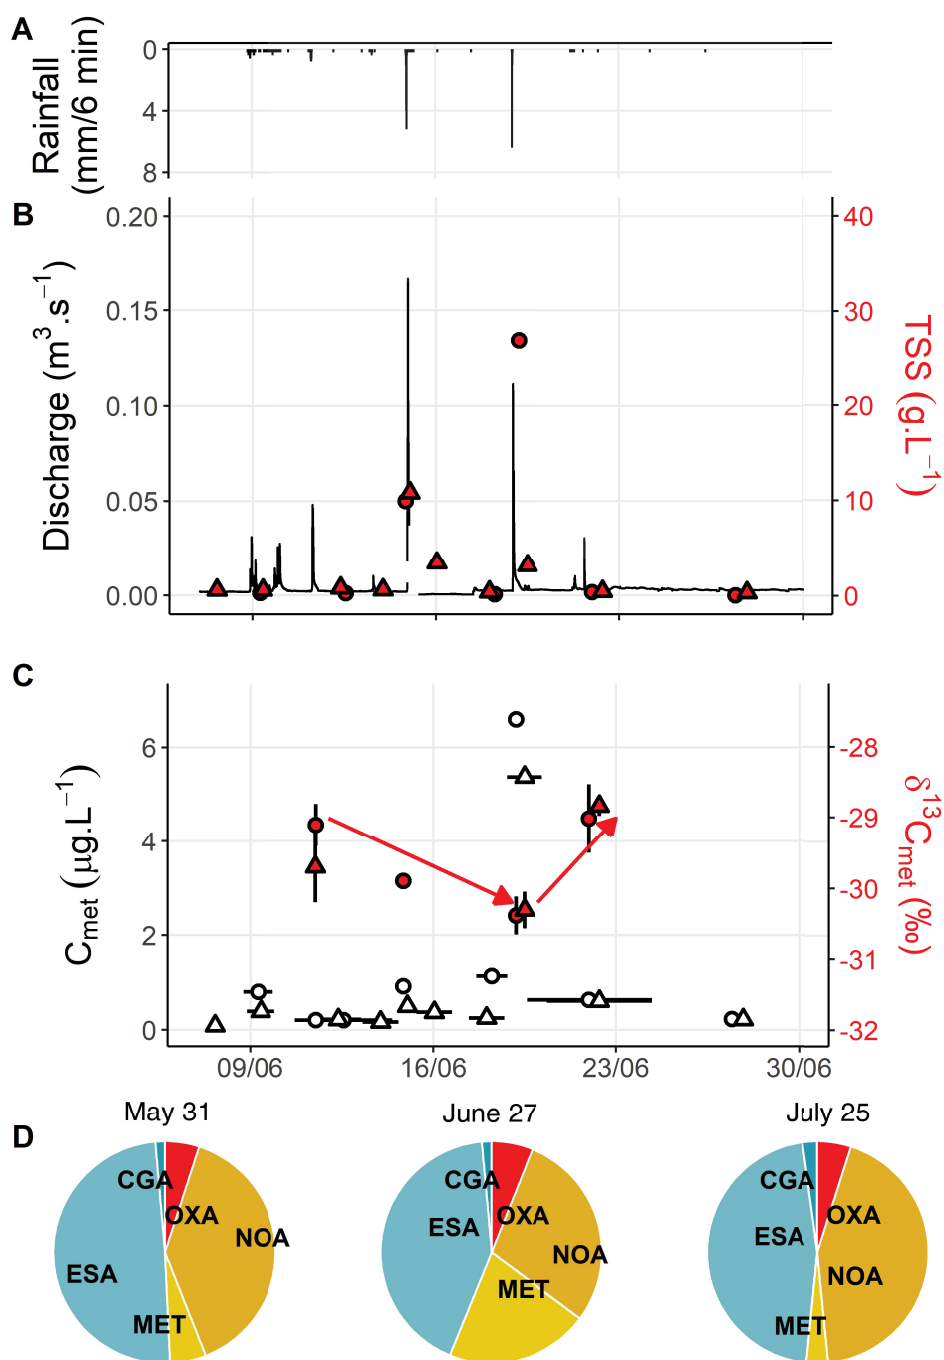 A
Rainfall
(mm/6 min)
0
4
8
B
Discharge (m³.s⁻¹)
0.20
0.15
0.10
0.05
0.00
40
30
20
10
0
TSS (g.L⁻¹)
C
C_met (µg.L⁻¹)
6
4
2
0
-28
-29
-30
-31
-32
δ¹³C_met (‰)
09/06 16/06 23/06 30/06
D
May 31 June 27 July 25
CGA OXA NOA ESA MET
CGA OXA ESA NOA MET
CGA OXA ESA NOA MET